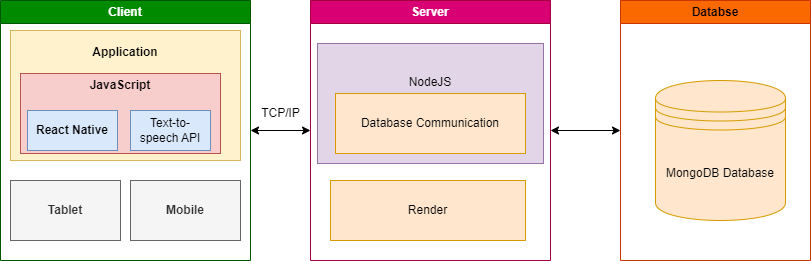 Client
Application
JavaScript
React Native
Text-to-
speech API
Tablet
Mobile
TCP/IP
Server
NodeJS
Database Communication
Render
Databse
MongoDB Database